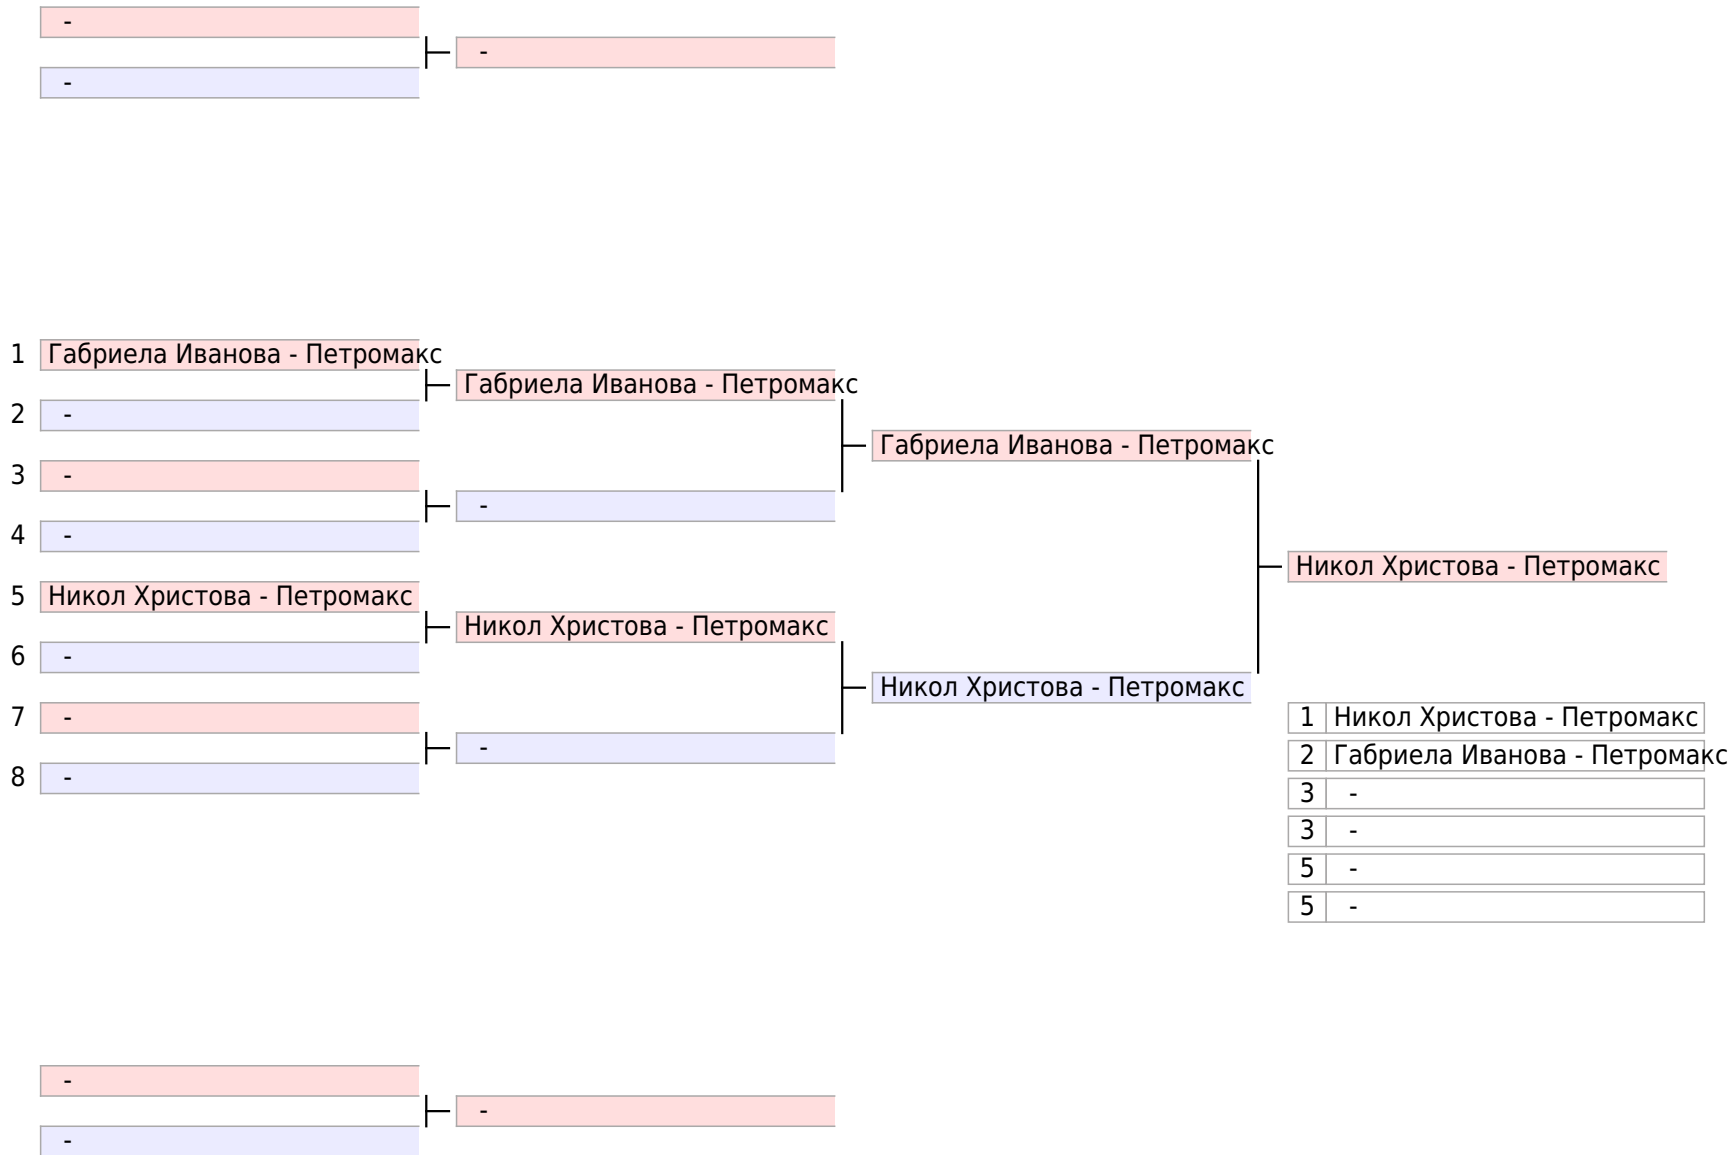 -
-
-
1 Габриела Иванова - Петромакс
Габриела Иванова - Петромакс
2 -
Габриела Иванова - Петромакс
3 -
-
4 -
Никол Христова - Петромакс
5 Никол Христова - Петромакс
Никол Христова - Петромакс
6 -
Никол Христова - Петромакс
7 -
-
8 -
1 Никол Христова - Петромакс
2 Габриела Иванова - Петромакс
3 -
3 -
5 -
5 -
-
-
-